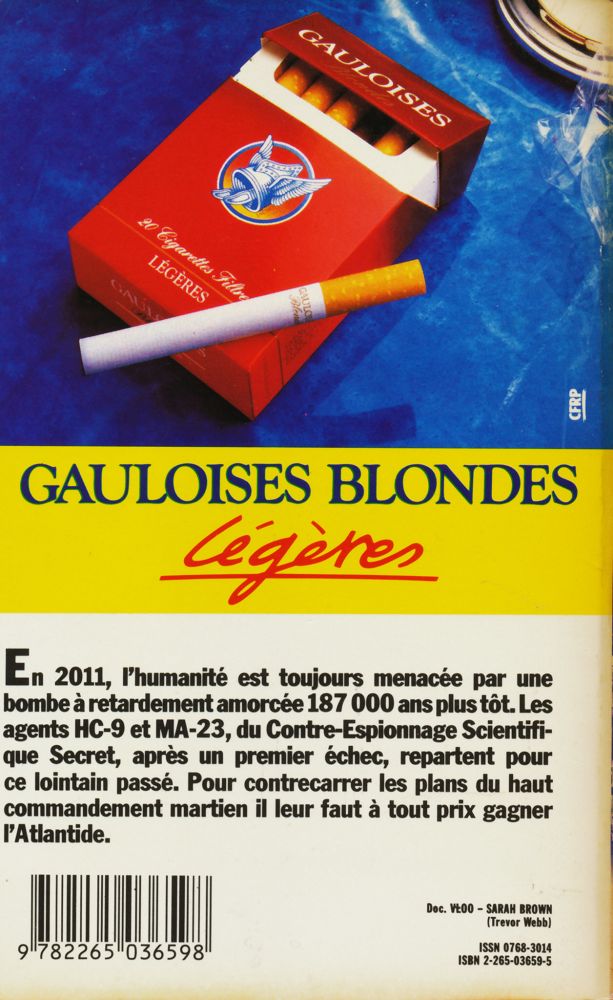 GAULOISES
Blondes
20 Cigarettes Filtre
LÉGÈRES
GAULOISES
CFRP
GAULOISES BLONDES
légères
En 2011, l'humanité est toujours menacée par une
bombe à retardement amorcée 187 000 ans plus tôt. Les
agents HC-9 et MA-23, du Contre-Espionnage Scientifi-
que Secret, après un premier échec, repartent pour
ce lointain passé. Pour contrecarrer les plans du haut
commandement martien il leur faut à tout prix gagner
l'Atlantide.
9 782265 036598
Doc. VŁOO - SARAH BROWN
(Trevor Webb)
ISSN 0768-3014
ISBN 2-265-03659-5